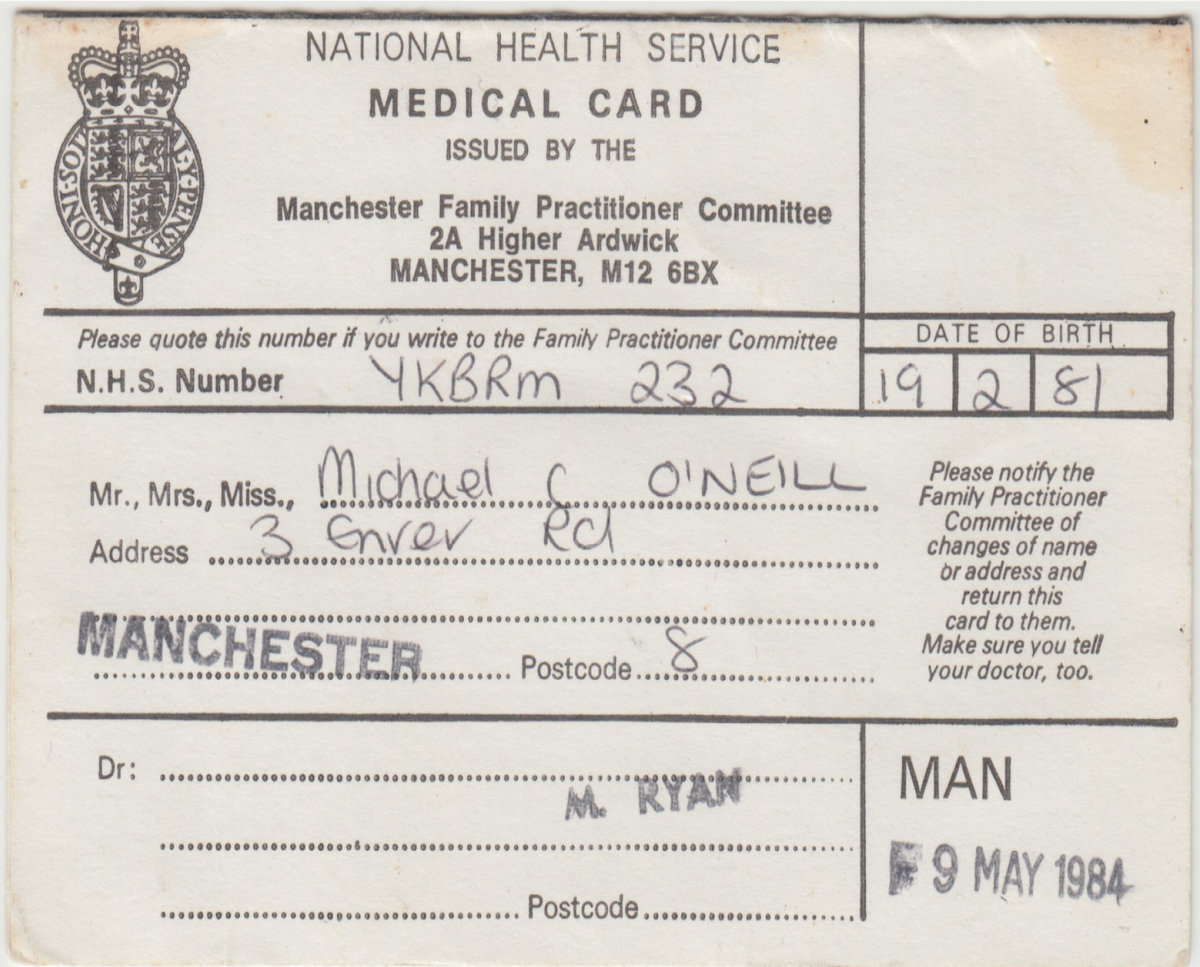 NATIONAL HEALTH SERVICE
MEDICAL CARD
ISSUED BY THE
Manchester Family Practitioner Committee
2A Higher Ardwick
MANCHESTER, M12 6BX
HONI·SOIT AL·Y·PENSE
Please quote this number if you write to the Family Practitioner Committee
N.H.S. Number YKBRM 232
DATE OF BIRTH
19 2 81
Mr., Mrs., Miss., Michael C O'NEILL
Address 3 Enver Rd
MANCHESTER Postcode 8
Please notify the
Family Practitioner
Committee of
changes of name
or address and
return this
card to them.
Make sure you tell
your doctor, too.
Dr:
M. RYAN
Postcode
MAN
9 MAY 1984